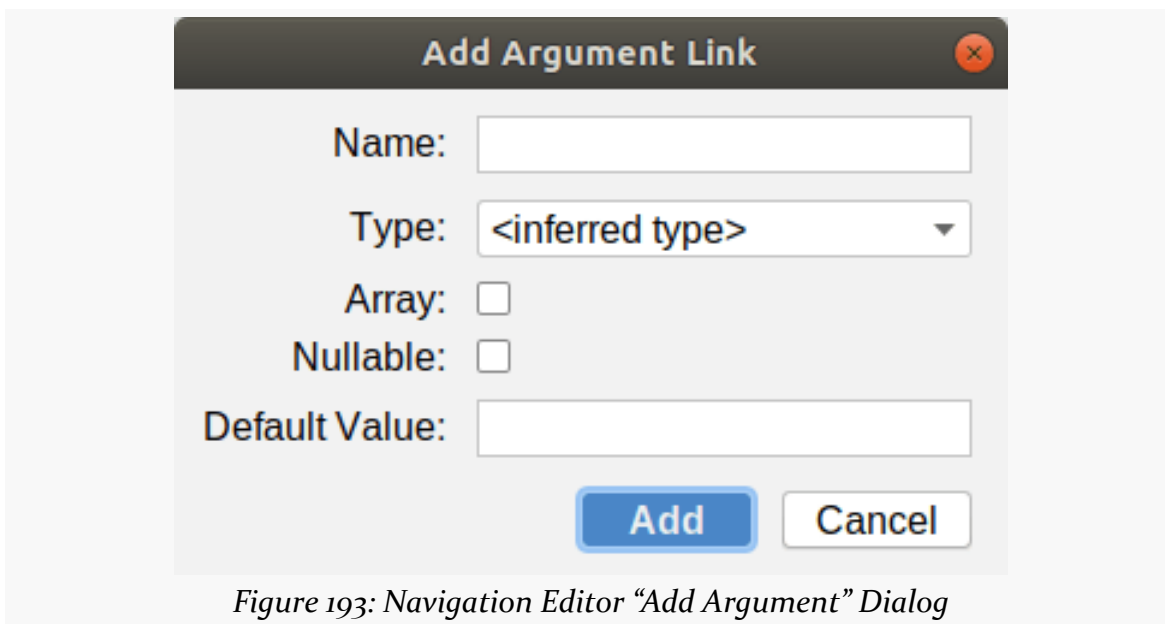 Add Argument Link
Name:
Type: <inferred type>
Array:
Nullable:
Default Value:
Add Cancel
Figure 193: Navigation Editor “Add Argument” Dialog